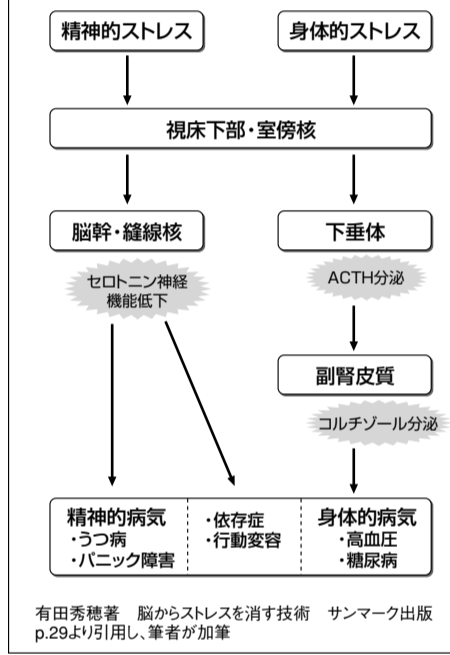 精神的ストレス
身体的ストレス
視床下部・室傍核
脳幹・縫線核
下垂体
セロトニン神経
機能低下
ACTH分泌
副腎皮質
コルチゾール分泌
精神的病気
・うつ病
・パニック障害
・依存症
・行動変容
身体的病気
・高血圧
・糖尿病
有田秀穂著　脳からストレスを消す技術　サンマーク出版
p.29より引用し、筆者が加筆